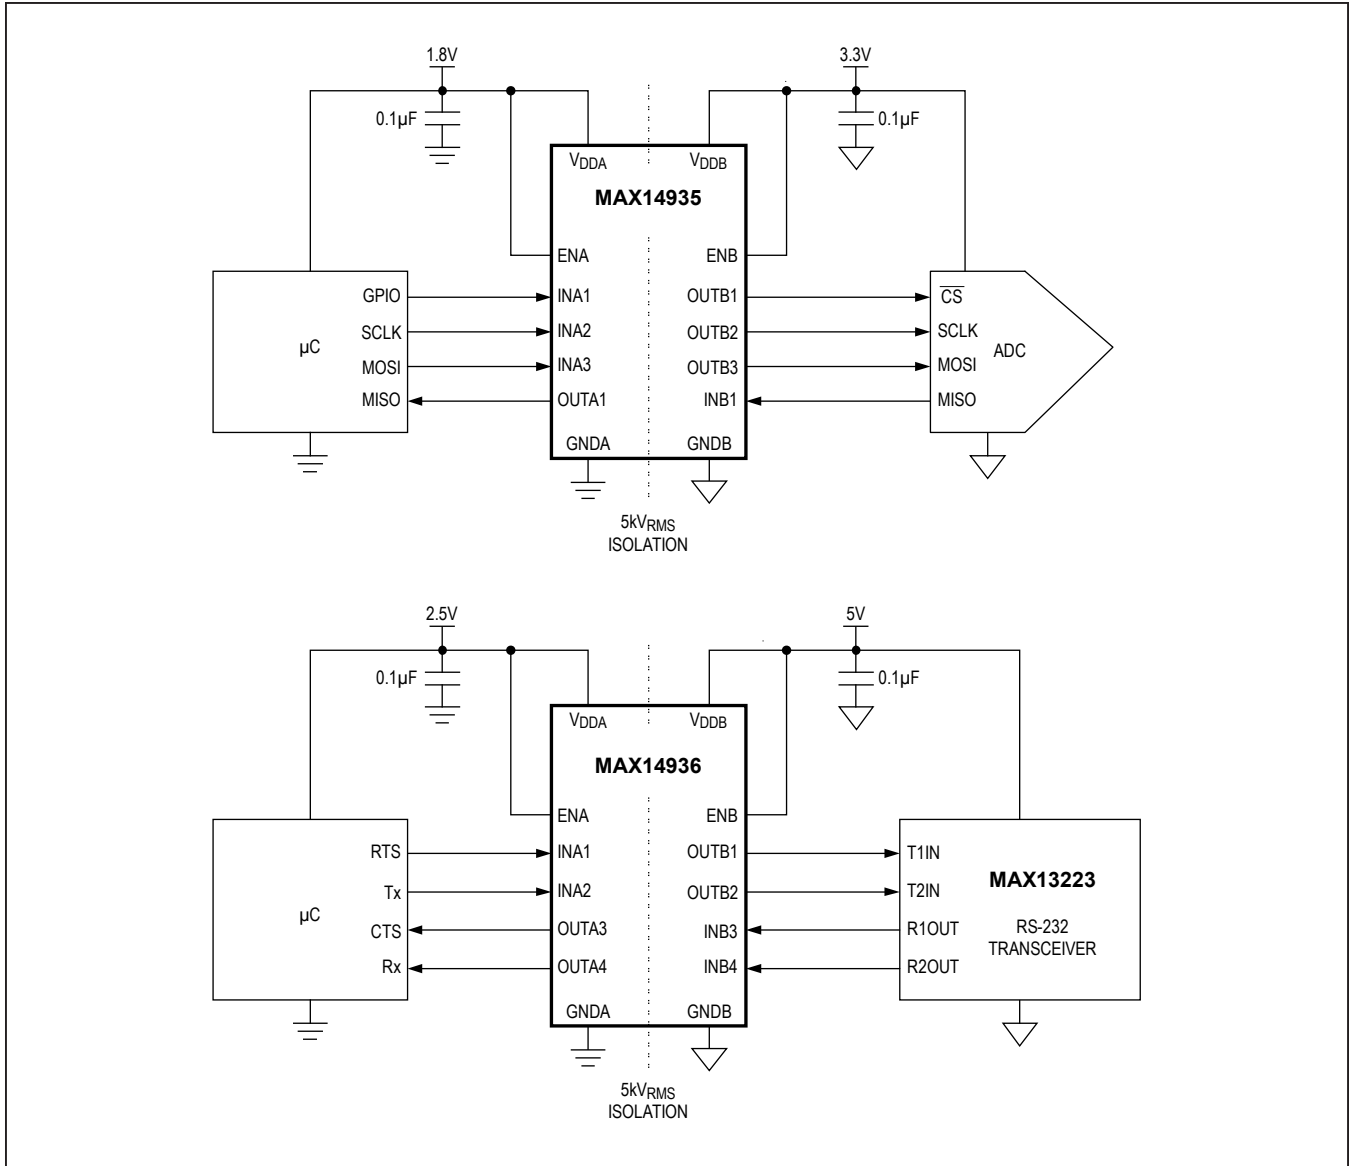 1.8V
3.3V
0.1µF
0.1µF
VDDA
VDDB
MAX14935
ENA
ENB
GPIO
INA1
OUTB1
CS
SCLK
INA2
OUTB2
SCLK
µC
ADC
MOSI
INA3
OUTB3
MOSI
MISO
OUTA1
INB1
MISO
GNDA
GNDB
5kVRMS
ISOLATION
2.5V
5V
0.1µF
0.1µF
VDDA
VDDB
MAX14936
ENA
ENB
RTS
INA1
OUTB1
T1IN
MAX13223
Tx
INA2
OUTB2
T2IN
µC
CTS
OUTA3
INB3
R1OUT
RS-232
TRANSCEIVER
Rx
OUTA4
INB4
R2OUT
GNDA
GNDB
5kVRMS
ISOLATION